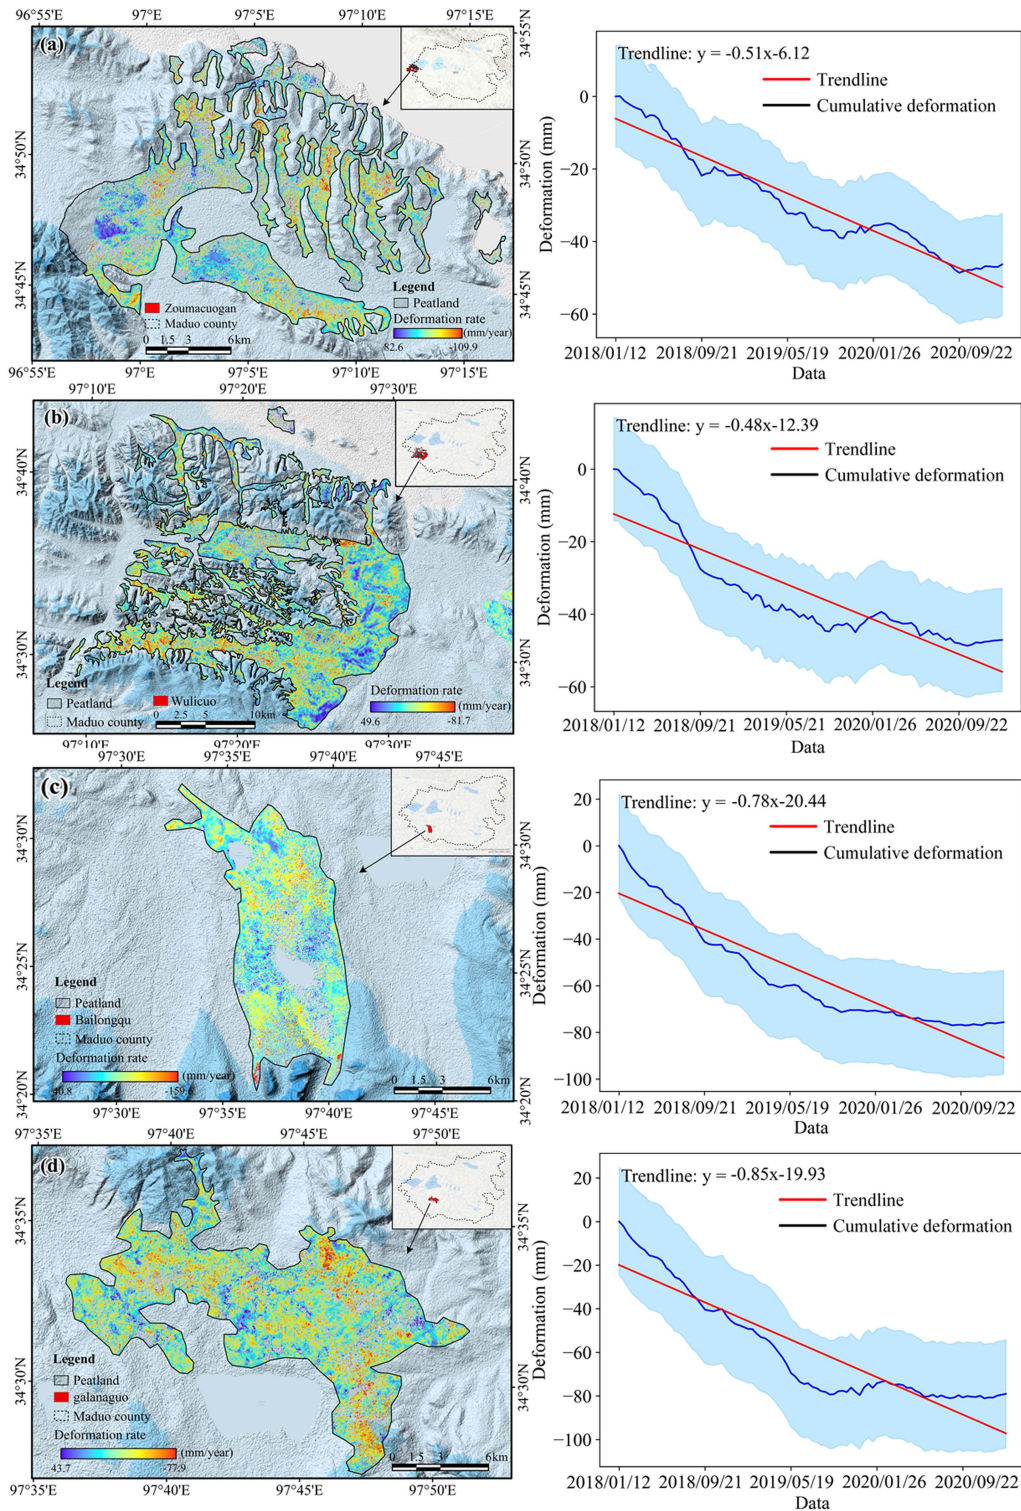 96°55'E 97°E 97°5'E 97°10'E 97°15'E
(a)
34°55'N
34°50'N
34°50'N
34°45'N
34°45'N
Zoumacuogan
Maduo county
0 1.5 3 6km
Legend
Peatland
Deformation rate
(mm/year)
82.6 -109.9
96°55'E 97°E 97°5'E 97°10'E 97°15'E
Trendline: y = -0.51x-6.12
Trendline
Cumulative deformation
Deformation (mm)
0
−20
−40
−60
2018/01/12 2018/09/21 2019/05/19 2020/01/26 2020/09/22
Data
97°10'E 97°20'E 97°30'E
(b)
34°40'N
34°40'N
34°30'N
34°30'N
Legend
Peatland
Maduo county
Wulicuo
0 2.5 5 10km
Deformation rate
(mm/year)
49.6 -81.7
97°10'E 97°20'E 97°30'E
Trendline: y = -0.48x-12.39
Trendline
Cumulative deformation
Deformation (mm)
0
−20
−40
−60
2018/01/12 2018/09/21 2019/05/21 2020/01/26 2020/09/22
Data
97°30'E 97°35'E 97°40'E 97°45'E
(c)
34°30'N
34°30'N
34°25'N
34°25'N
34°20'N
34°20'N
Legend
Peatland
Bailongqu
Maduo county
Deformation rate
(mm/year)
40.8 -159.6
0 1.5 3 6km
97°30'E 97°35'E 97°40'E 97°45'E
Trendline: y = -0.78x-20.44
Trendline
Cumulative deformation
Deformation (mm)
20
0
−20
−40
−60
−80
−100
2018/01/12 2018/09/21 2019/05/19 2020/01/26 2020/09/22
Data
97°35'E 97°40'E 97°45'E 97°50'E
(d)
34°35'N
34°35'N
34°30'N
34°30'N
Legend
Peatland
galanaguo
Maduo county
Deformation rate
(mm/year)
43.7 -77.9
0 1.5 3 6km
97°35'E 97°40'E 97°45'E 97°50'E
Trendline: y = -0.85x-19.93
Trendline
Cumulative deformation
Deformation (mm)
20
0
−20
−40
−60
−80
−100
2018/01/12 2018/09/21 2019/05/19 2020/01/26 2020/09/22
Data